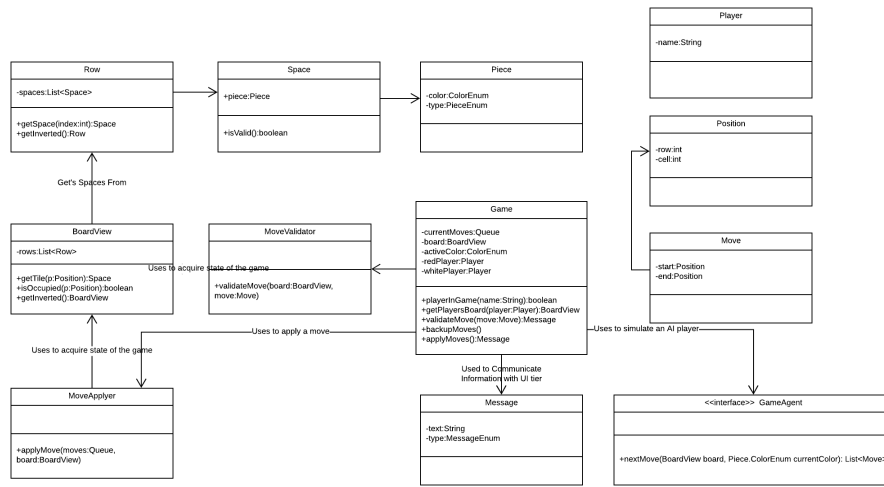 Player
-name:String
Row
-spaces:List<Space>
+getSpace(index:int):Space
+getInverted():Row
Space
+piece:Piece
+isValid():boolean
Piece
-color:ColorEnum
-type:PieceEnum
Position
-row:int
-cell:int
Get's Spaces From
BoardView
-rows:List<Row>
+getTile(p:Position):Space
+isOccupied(p:Position):boolean
+getInverted():BoardView
MoveValidator
Uses to acquire state of the game
+validateMove(board:BoardView,
move:Move)
Game
-currentMoves:Queue
-board:BoardView
-activeColor:ColorEnum
-redPlayer:Player
-whitePlayer:Player
+playerInGame(name:String):boolean
+getPlayersBoard(player:Player):BoardView
+validateMove(move:Move):Message
+backupMoves()
+applyMoves():Message
Move
-start:Position
-end:Position
Uses to apply a move
Uses to simulate an AI player
Uses to acquire state of the game
Used to Communicate
Information with UI tier
MoveApplyer
+applyMove(moves:Queue,
board:BoardView)
Message
-text:String
-type:MessageEnum
<<interface>> GameAgent
+nextMove(BoardView board, Piece.ColorEnum currentColor): List<Move>